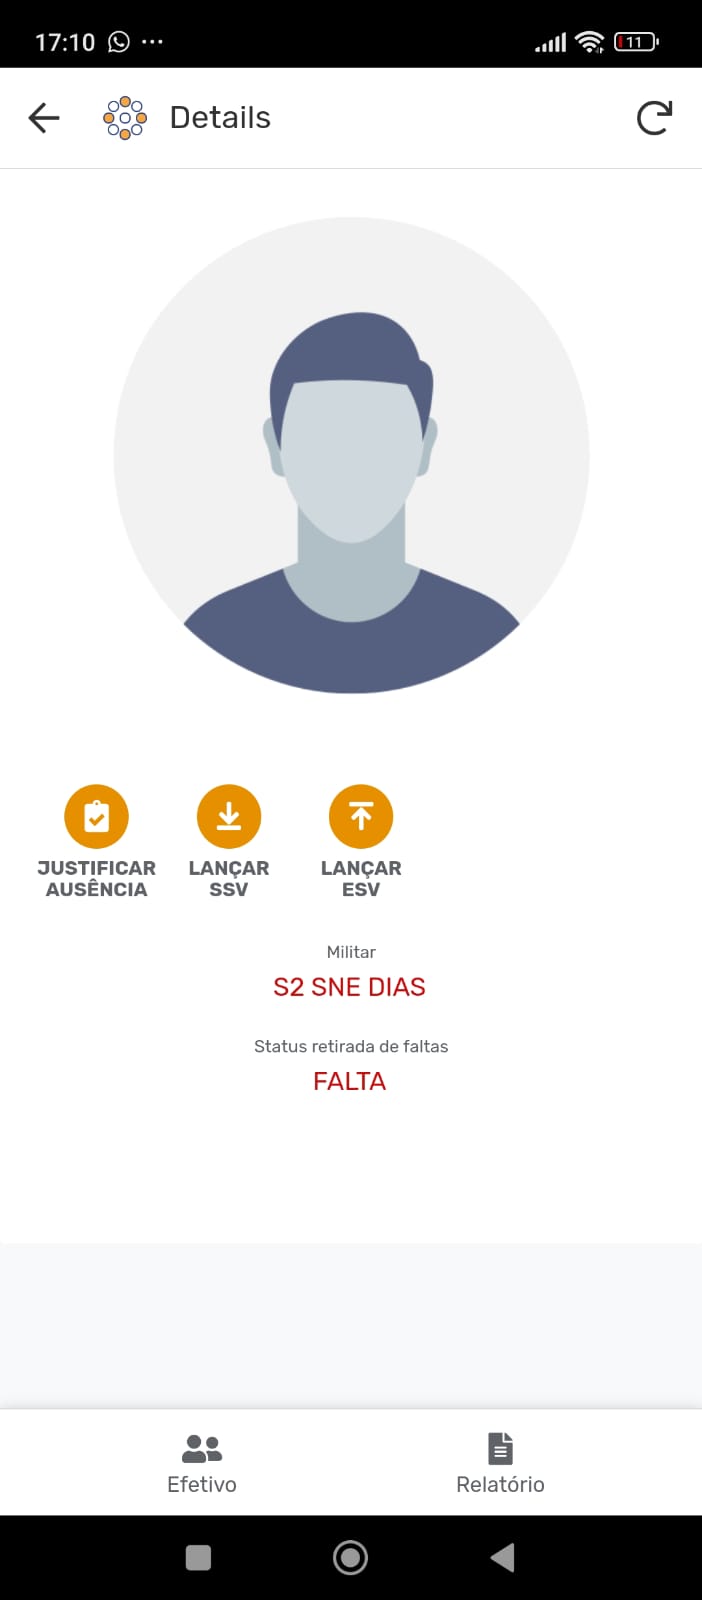 17:10
11
Details
JUSTIFICAR
AUSÊNCIA
LANÇAR
SSV
LANÇAR
ESV
Militar
S2 SNE DIAS
Status retirada de faltas
FALTA
Efetivo
Relatório